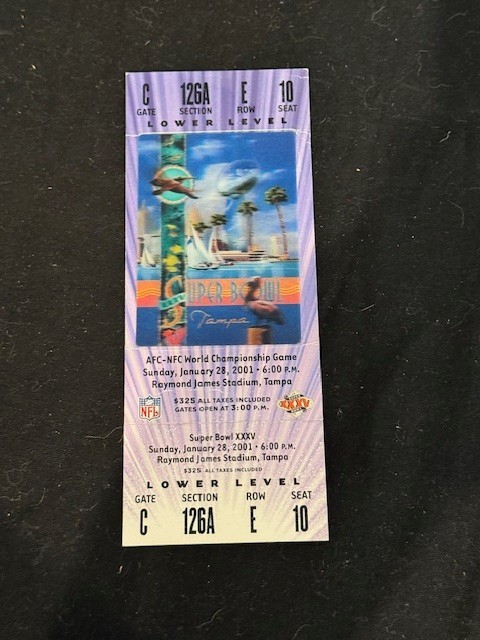 C 126A E 10
GATE SECTION ROW SEAT
LOWER LEVEL
XXXV
SUPER BOWL
Tampa
AFC-NFC World Championship Game
Sunday, January 28, 2001 • 6:00 P.M.
Raymond James Stadium, Tampa
$325 ALL TAXES INCLUDED
GATES OPEN AT 3:00 P.M.
NFL
XXXV
Super Bowl XXXV
Sunday, January 28, 2001 • 6:00 P.M.
Raymond James Stadium, Tampa
$325 ALL TAXES INCLUDED
LOWER LEVEL
GATE SECTION ROW SEAT
C 126A E 10